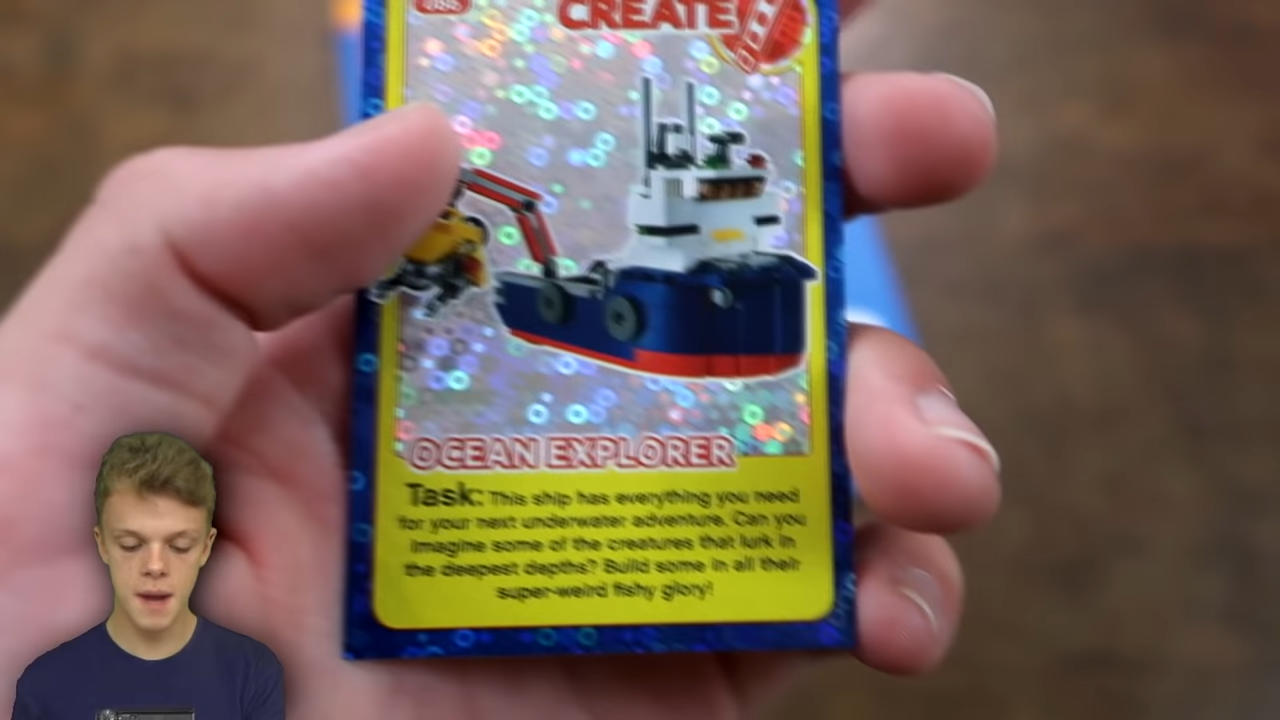 CREATE
OCEAN EXPLORER
Task: This ship has everything you need
for your next underwater adventure. Can you
imagine some of the creatures that lurk in
the deepest depths? Build some in all their
super-weird fishy glory!